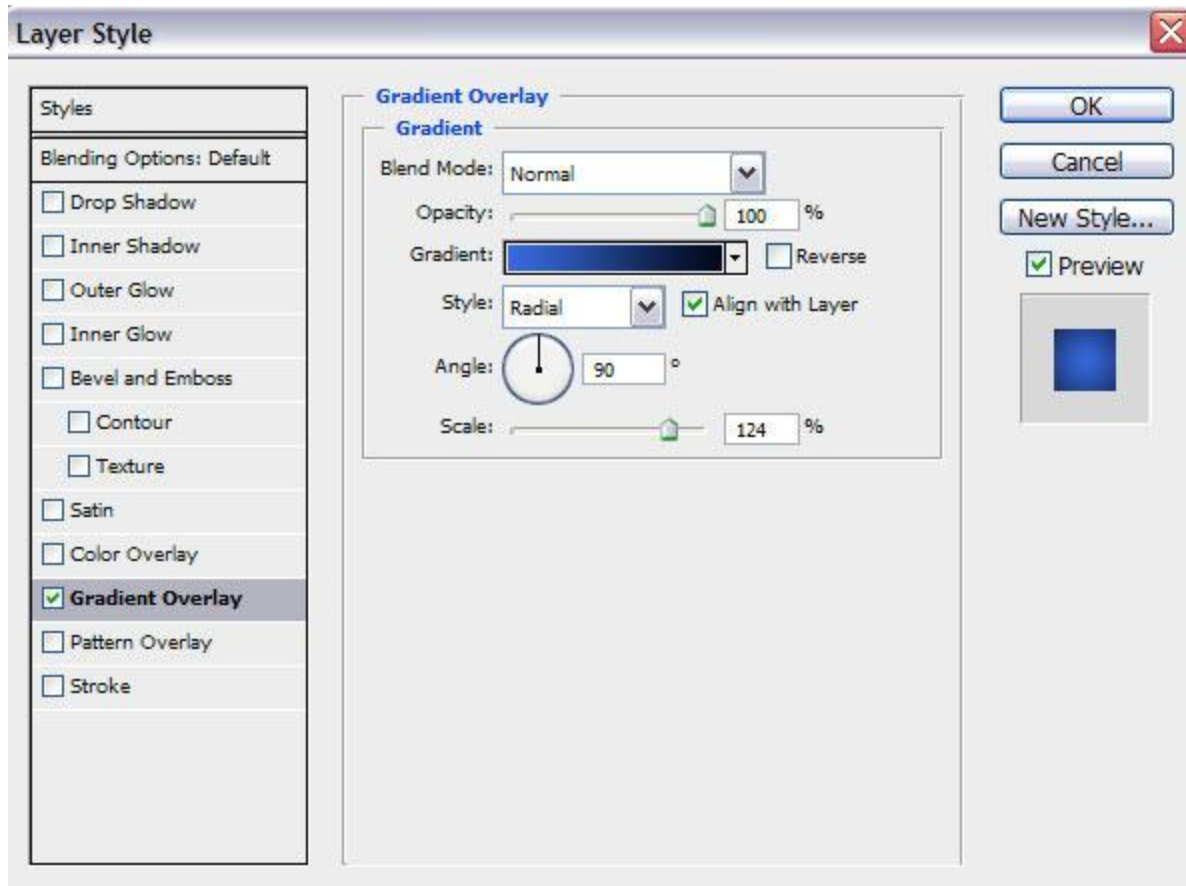 Layer Style
Styles
Blending Options: Default
Drop Shadow
Inner Shadow
Outer Glow
Inner Glow
Bevel and Emboss
Contour
Texture
Satin
Color Overlay
Gradient Overlay
Pattern Overlay
Stroke
Gradient Overlay
Gradient
Blend Mode: Normal
Opacity: 100 %
Gradient: Reverse
Style: Radial Align with Layer
Angle: 90 °
Scale: 124 %
OK
Cancel
New Style...
Preview